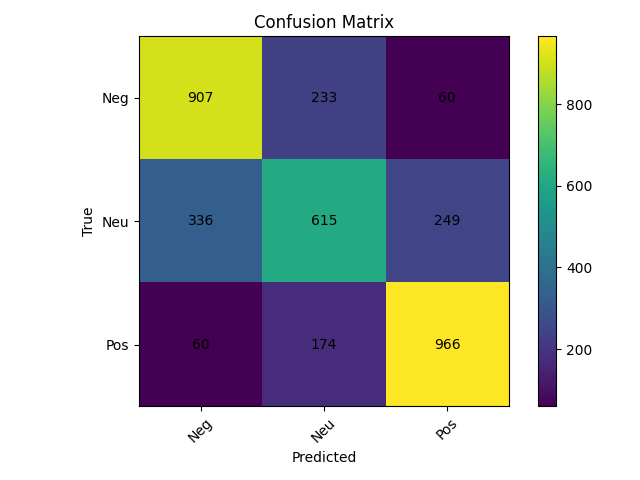 Confusion Matrix
Neg 907 233 60
Neu 336 615 249
Pos 60 174 966
Neg Neu Pos
Predicted
True
800
600
400
200